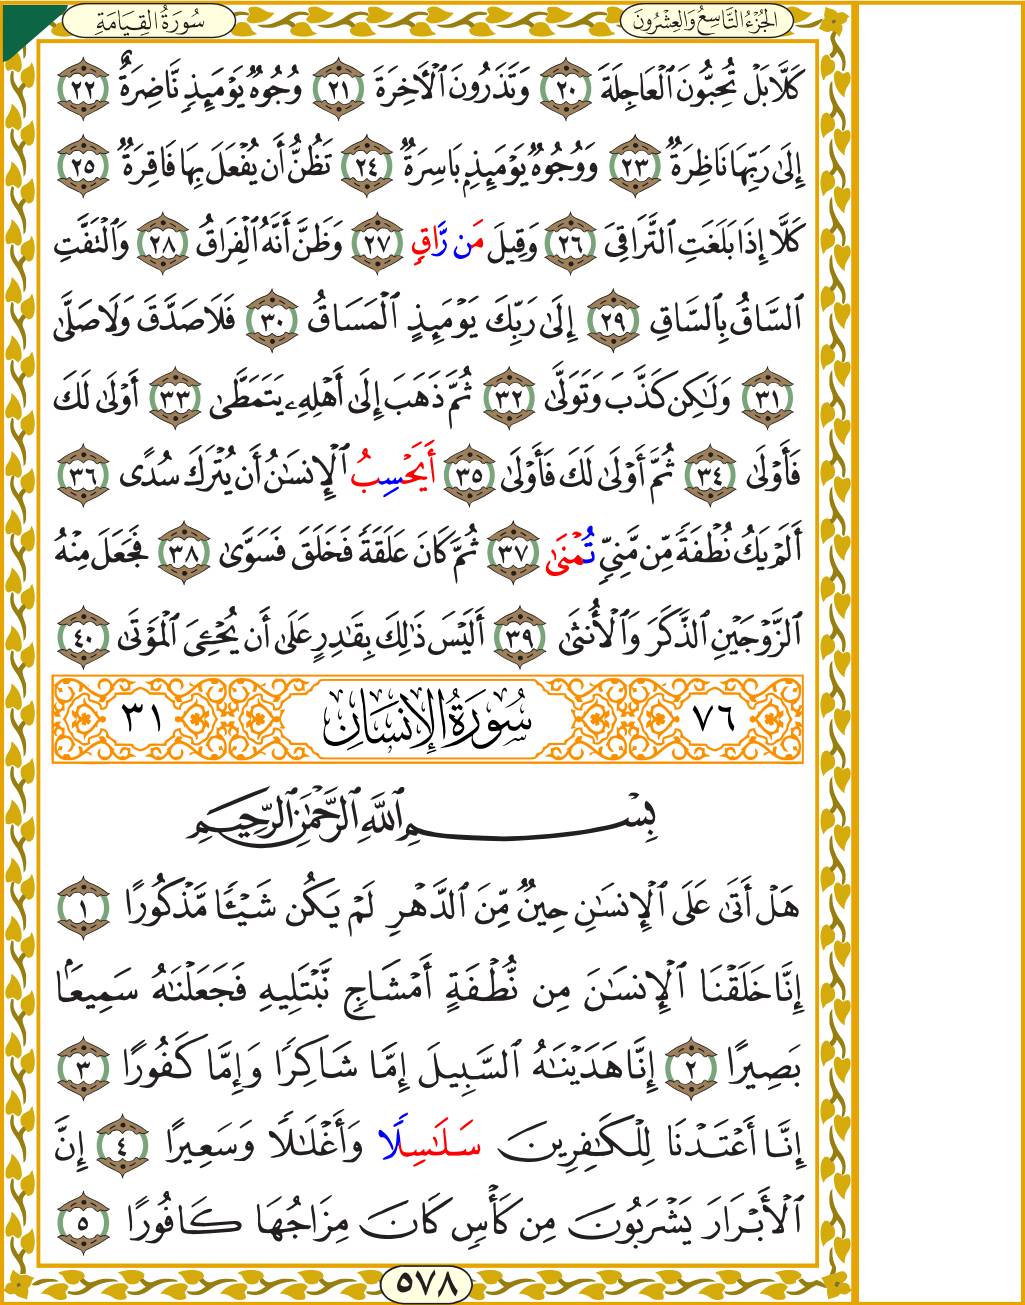 الجُزْءُ التَّاسِعُ وَالعِشْرُونَ
سُورَةُ القِيَامَةِ
كَلَّا بَلْ تُحِبُّونَ ٱلْعَاجِلَةَ ٢٠ وَتَذَرُونَ ٱلْأَخِرَةَ ٢١ وُجُوهٌ يَوْمَئِذٍ نَّاضِرَةٌ ٢٢
إِلَىٰ رَبِّهَا نَاظِرَةٌ ٢٣ وَوُجُوهٌ يَوْمَئِذٍۭ بَاسِرَةٌ ٢٤ تَظُنُّ أَن يُفْعَلَ بِهَا فَاقِرَةٌ ٢٥
كَلَّا إِذَا بَلَغَتِ ٱلتَّرَاقِىَ ٢٦ وَقِيلَ مَن رَّاقٍ ٢٧ وَظَنَّ أَنَّهُ ٱلْفِرَاقُ ٢٨ وَٱلْتَفَّتِ
ٱلسَّاقُ بِٱلسَّاقِ ٢٩ إِلَىٰ رَبِّكَ يَوْمَئِذٍ ٱلْمَسَاقُ ٣٠ فَلَا صَدَّقَ وَلَا صَلَّىٰ
٣١ وَلَٰكِن كَذَّبَ وَتَوَلَّىٰ ٣٢ ثُمَّ ذَهَبَ إِلَىٰ أَهْلِهِۦ يَتَمَطَّىٰ ٣٣ أَوْلَىٰ لَكَ
فَأَوْلَىٰ ٣٤ ثُمَّ أَوْلَىٰ لَكَ فَأَوْلَىٰ ٣٥ أَيَحْسِبُ ٱلْإِنسَٰنُ أَن يُتْرَكَ سُدًى ٣٦
أَلَمْ يَكُ نُطْفَةً مِّن مَّنِىٍّ تُمْنَىٰ ٣٧ ثُمَّ كَانَ عَلَقَةً فَخَلَقَ فَسَوَّىٰ ٣٨ فَجَعَلَ مِنْهُ
ٱلزَّوْجَيْنِ ٱلذَّكَرَ وَٱلْأُنثَىٰ ٣٩ أَلَيْسَ ذَٰلِكَ بِقَٰدِرٍ عَلَىٰ أَن يُحْـِۧىَ ٱلْمَوْتَىٰ ٤٠
٧٦ سُورَةُ الإِنسَانِ ٣١
بِسْمِ ٱللَّهِ ٱلرَّحْمَٰنِ ٱلرَّحِيمِ
هَلْ أَتَىٰ عَلَى ٱلْإِنسَٰنِ حِينٌ مِّنَ ٱلدَّهْرِ لَمْ يَكُن شَيْـًٔا مَّذْكُورًا ١
إِنَّا خَلَقْنَا ٱلْإِنسَٰنَ مِن نُّطْفَةٍ أَمْشَاجٍ نَّبْتَلِيهِ فَجَعَلْنَٰهُ سَمِيعًۢا
بَصِيرًا ٢ إِنَّا هَدَيْنَٰهُ ٱلسَّبِيلَ إِمَّا شَاكِرًا وَإِمَّا كَفُورًا ٣
إِنَّا أَعْتَدْنَا لِلْكَٰفِرِينَ سَلَٰسِلًا وَأَغْلَٰلًا وَسَعِيرًا ٤ إِنَّ
ٱلْأَبْرَارَ يَشْرَبُونَ مِن كَأْسٍ كَانَ مِزَاجُهَا كَافُورًا ٥
٥٧٨